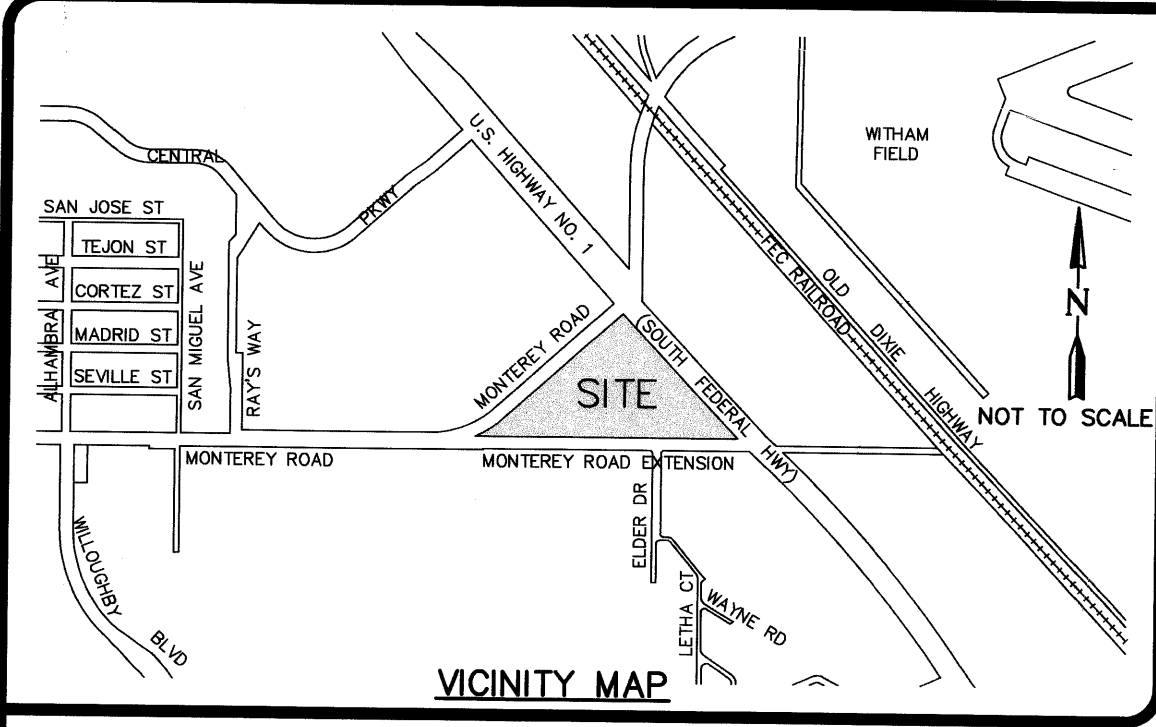 CENTRAL
PKWY
U.S. HIGHWAY NO. 1
WITHAM
FIELD
SAN JOSE ST
TEJON ST
CORTEZ ST
MADRID ST
SEVILLE ST
ALHAMBRA AVE
SAN MIGUEL AVE
RAY'S WAY
MONTEREY ROAD
SITE
(SOUTH FEDERAL HWY)
FEC RAILROAD
OLD DIXIE HIGHWAY
N
NOT TO SCALE
MONTEREY ROAD
MONTEREY ROAD EXTENSION
ELDER DR
LETHA CT
WAYNE RD
WILLOUGHBY BLVD
VICINITY MAP